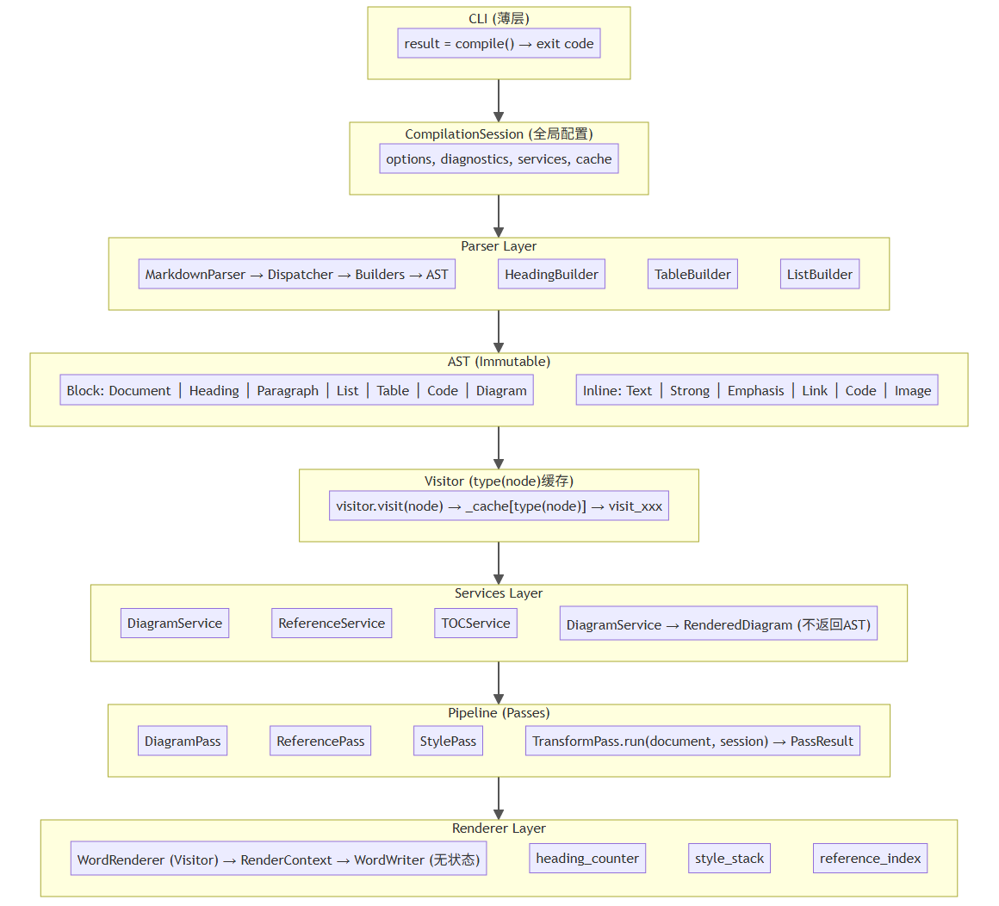 CLI (薄层)
result = compile() → exit code
CompilationSession (全局配置)
options, diagnostics, services, cache
Parser Layer
MarkdownParser → Dispatcher → Builders → AST
HeadingBuilder
TableBuilder
ListBuilder
AST (Immutable)
Block: Document │ Heading │ Paragraph │ List │ Table │ Code │ Diagram
Inline: Text │ Strong │ Emphasis │ Link │ Code │ Image
Visitor (type(node)缓存)
visitor.visit(node) → _cache[type(node)] → visit_xxx
Services Layer
DiagramService
ReferenceService
TOCService
DiagramService → RenderedDiagram (不返回AST)
Pipeline (Passes)
DiagramPass
ReferencePass
StylePass
TransformPass.run(document, session) → PassResult
Renderer Layer
WordRenderer (Visitor) → RenderContext → WordWriter (无状态)
heading_counter
style_stack
reference_index